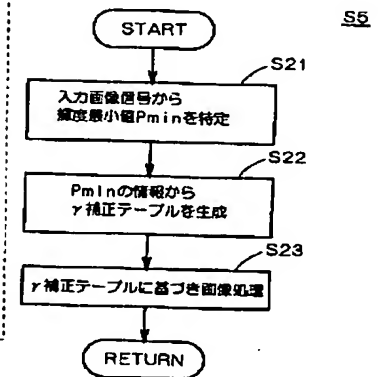 S5
START
S21
入力画像信号から
輝度最小値Pminを特定
S22
Pminの情報から
γ補正テーブルを生成
S23
γ補正テーブルに基づき画像処理
RETURN